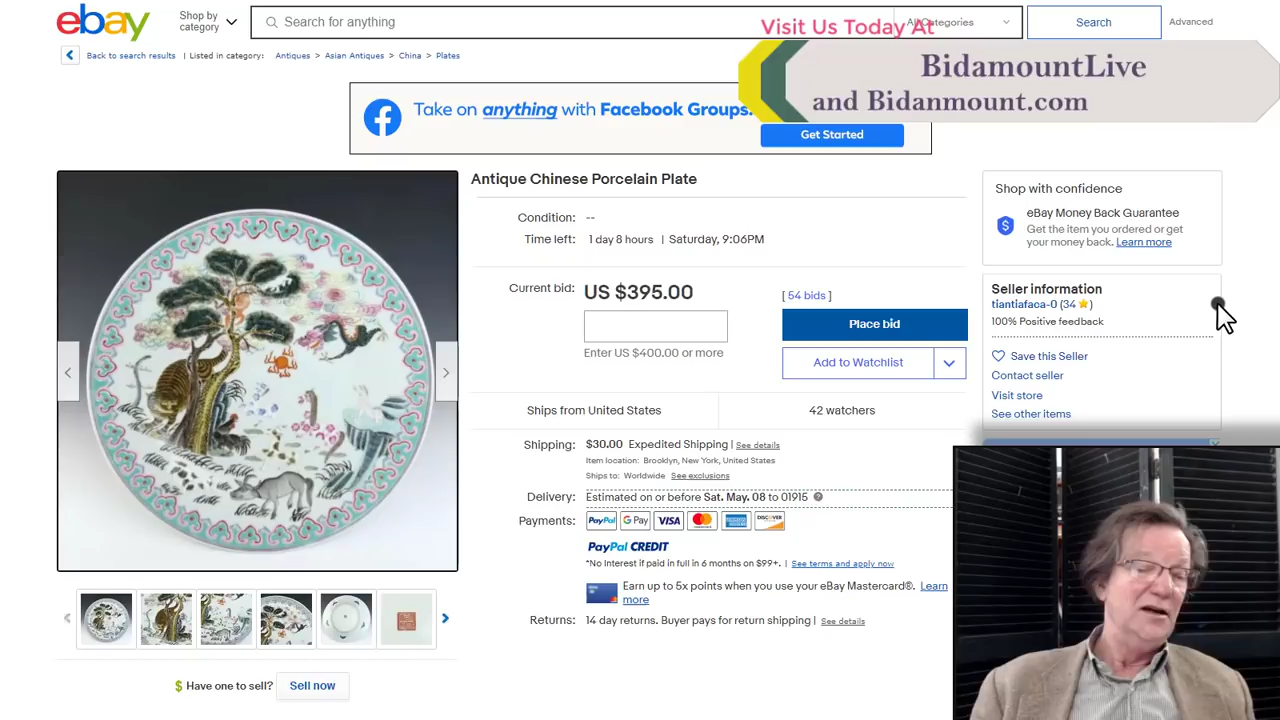 ebay
Shop by
category
Search for anything
All Categories
Search
Advanced
Visit Us Today At
BidamountLive
and Bidanmount.com
Back to search results | Listed in category: Antiques > Asian Antiques > China > Plates
Take on anything with Facebook Groups.
Get Started
Antique Chinese Porcelain Plate
Condition: --
Time left: 1 day 8 hours | Saturday, 9:06PM
Current bid: US $395.00 [ 54 bids ]
Place bid
Enter US $400.00 or more
Add to Watchlist
Ships from United States 42 watchers
Shipping: $30.00 Expedited Shipping | See details
Item location: Brooklyn, New York, United States
Ships to: Worldwide See exclusions
Delivery: Estimated on or before Sat. May. 08 to 01915
Payments: PayPal G Pay VISA mastercard AMERICAN EXPRESS DISCOVER
PayPal CREDIT
*No Interest if paid in full in 6 months on $99+. | See terms and apply now
Earn up to 5x points when you use your eBay Mastercard®. Learn
more
Returns: 14 day returns. Buyer pays for return shipping | See details
Shop with confidence
eBay Money Back Guarantee
Get the item you ordered or get
your money back. Learn more
Seller information
tiantiafaca-0 (34)
100% Positive feedback
Save this Seller
Contact seller
Visit store
See other items
Have one to sell? Sell now